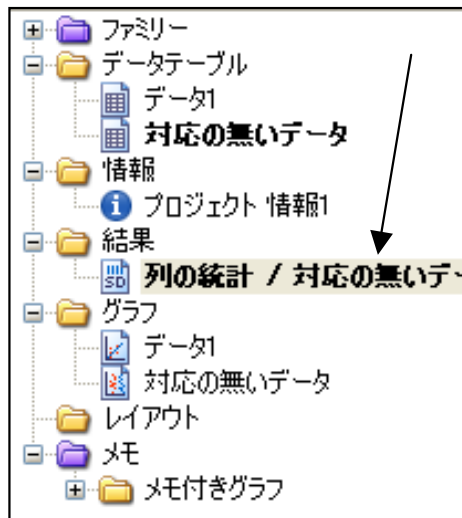 ファミリー
データテーブル
データ1
対応の無いデータ
情報
プロジェクト 情報1
結果
列の統計 / 対応の無いデー
グラフ
データ1
対応の無いデータ
レイアウト
メモ
メモ付きグラフ